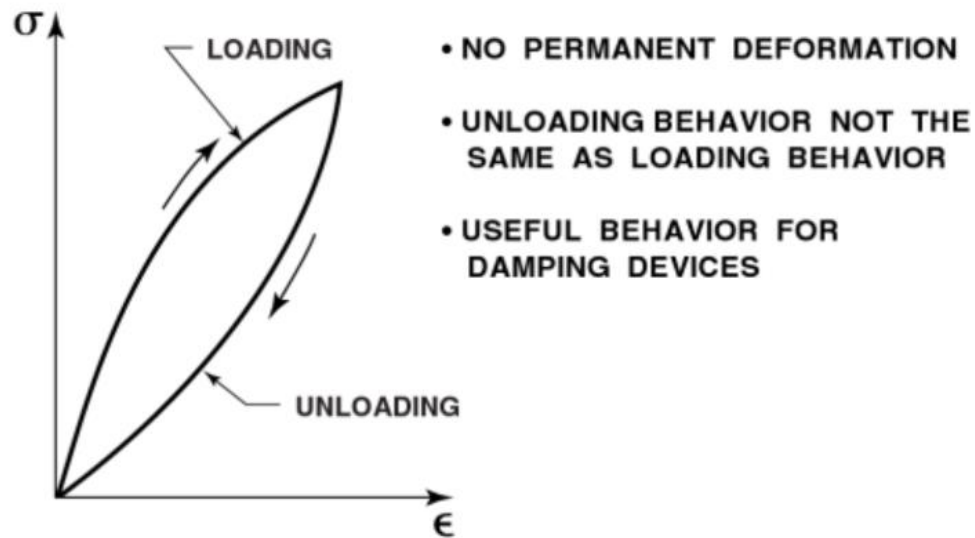 σ
LOADING
• NO PERMANENT DEFORMATION
• UNLOADING BEHAVIOR NOT THE
SAME AS LOADING BEHAVIOR
• USEFUL BEHAVIOR FOR
DAMPING DEVICES
UNLOADING
ϵ